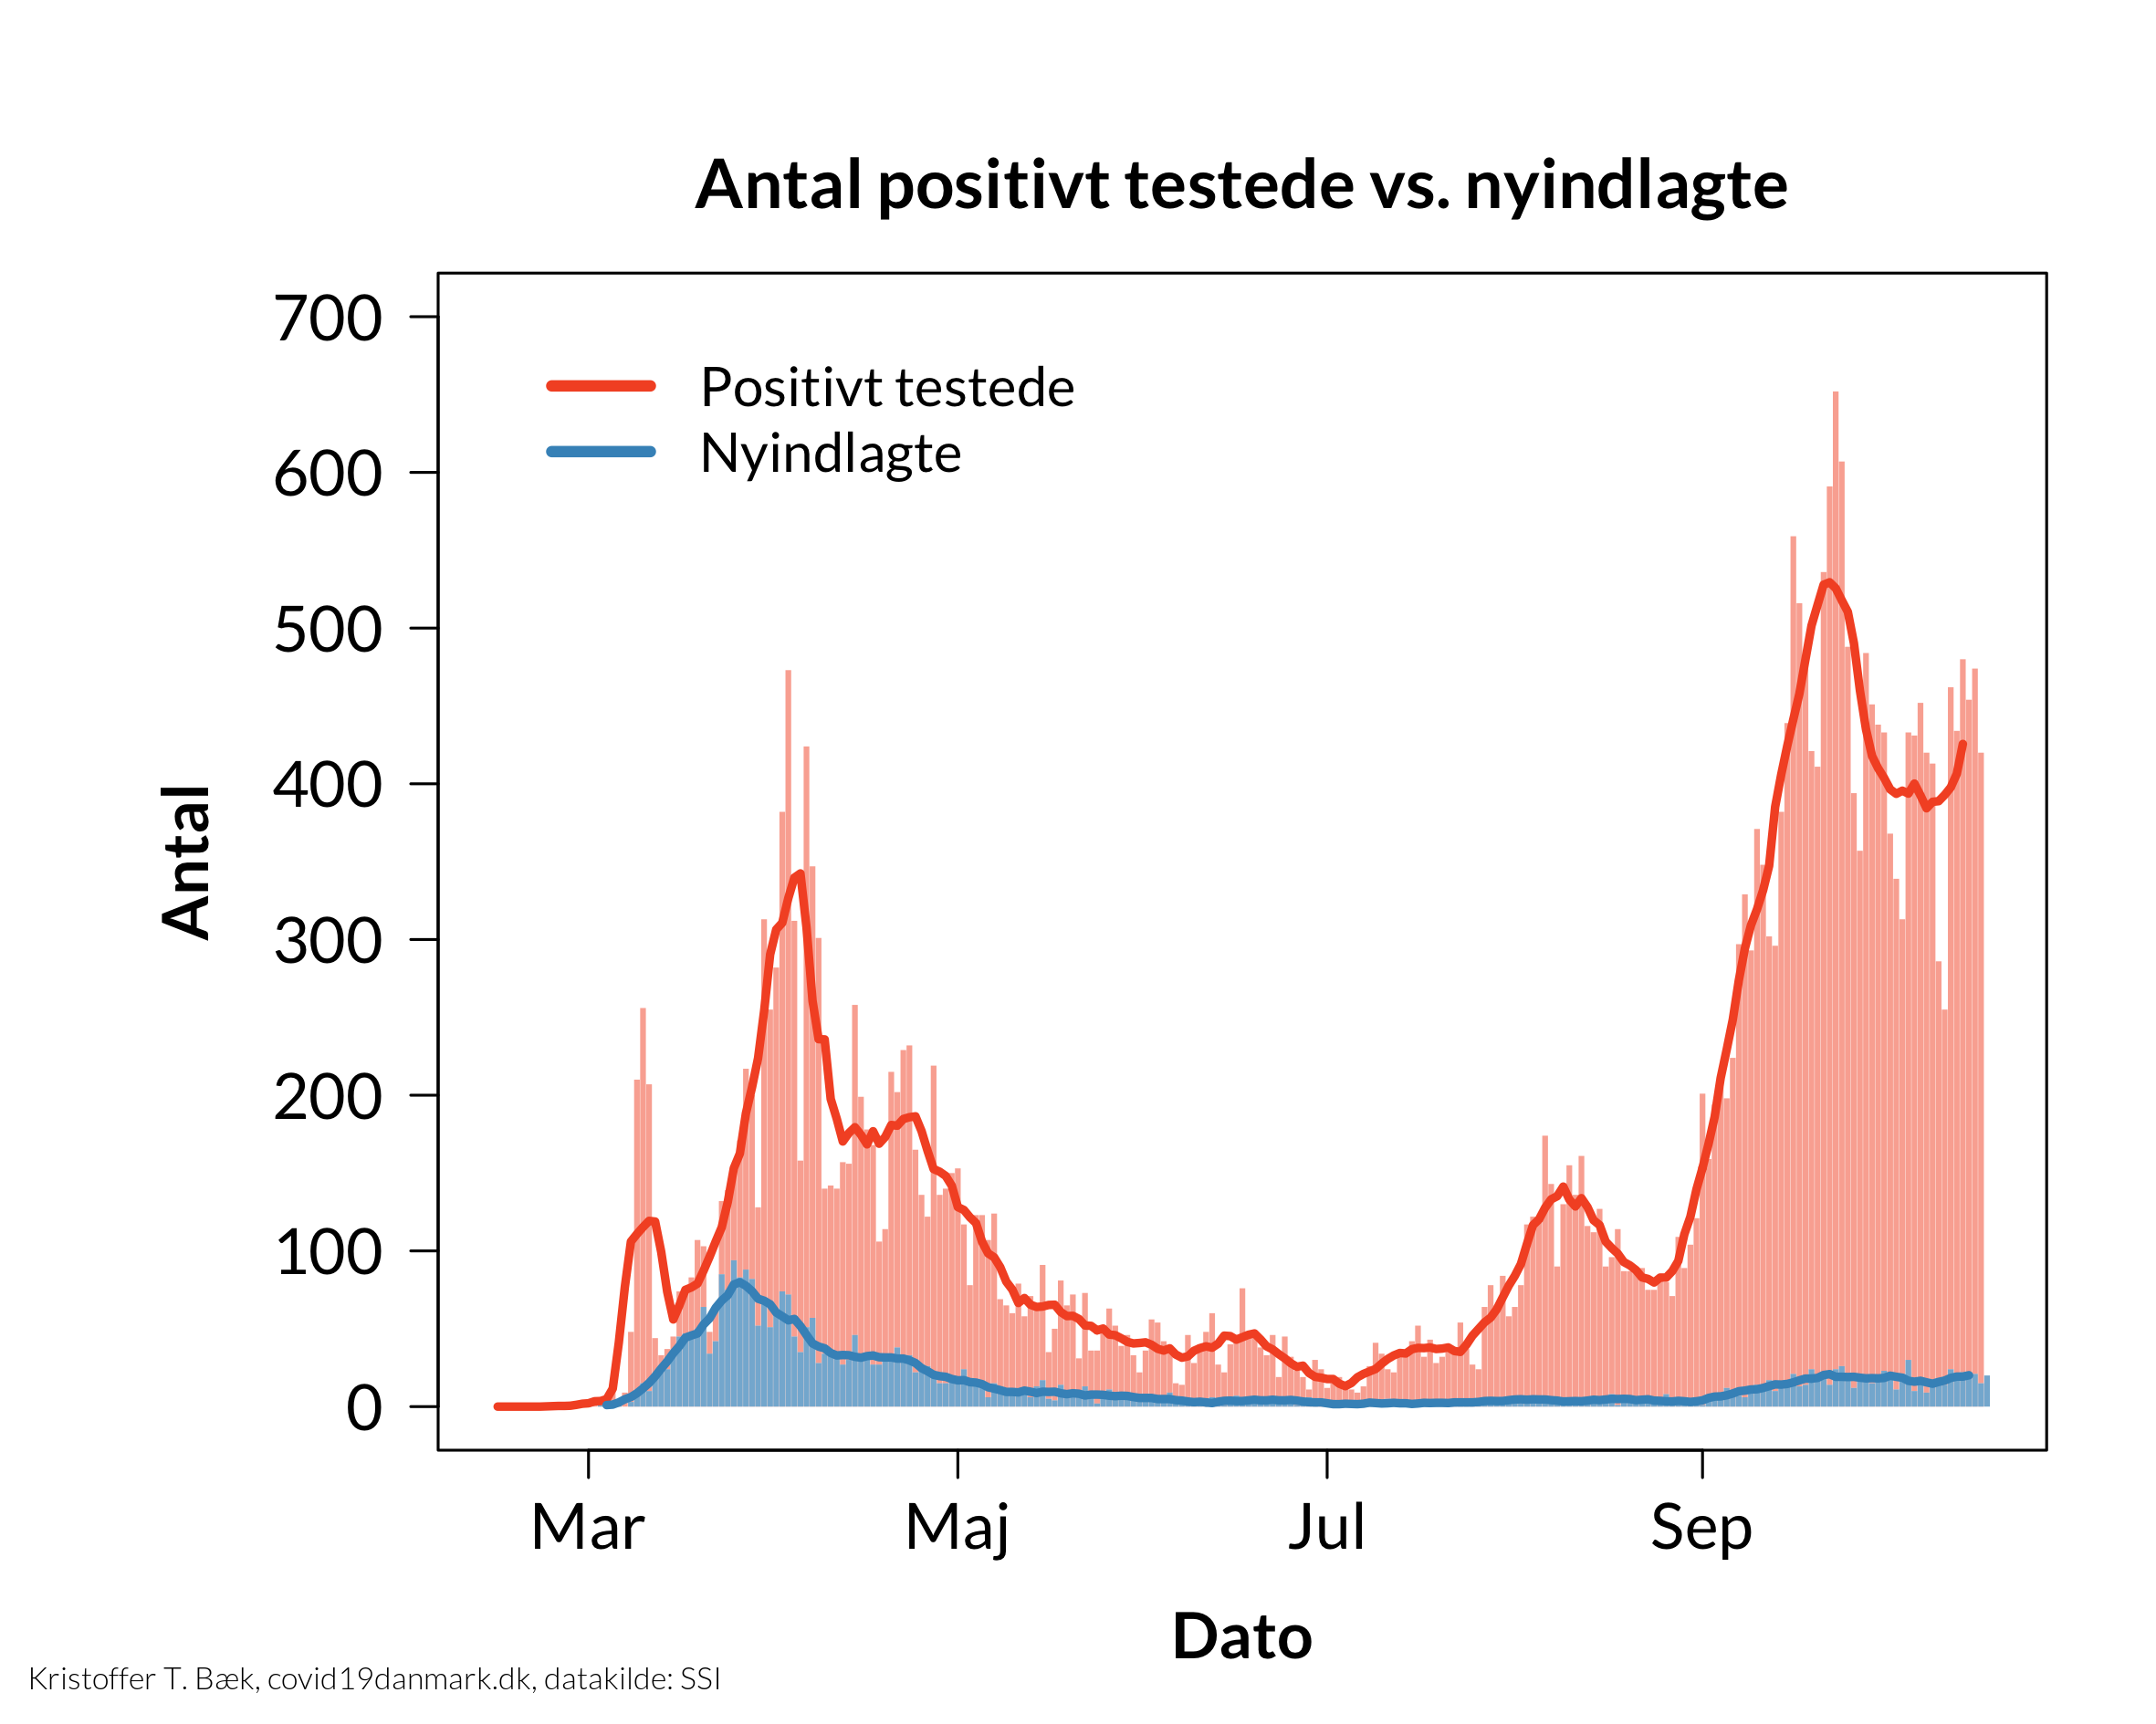 Antal positivt testede vs. nyindlagte
Positivt testede
Nyindlagte
700
600
500
400
300
200
100
0
Antal
Mar Maj Jul Sep
Dato
Kristoffer T. Bæk, covid19danmark.dk, datakilde: SSI